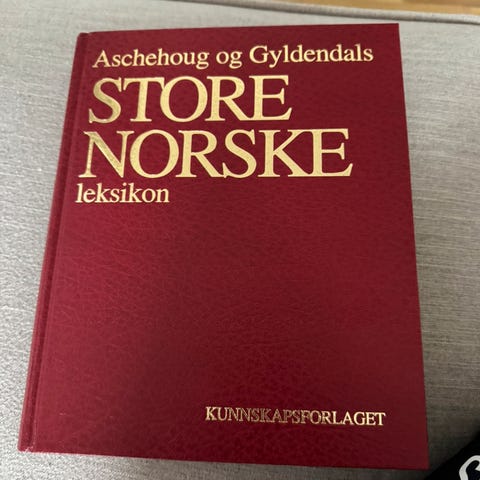 Aschehoug og Gyldendals
STORE
NORSKE
leksikon
KUNNSKAPSFORLAGET